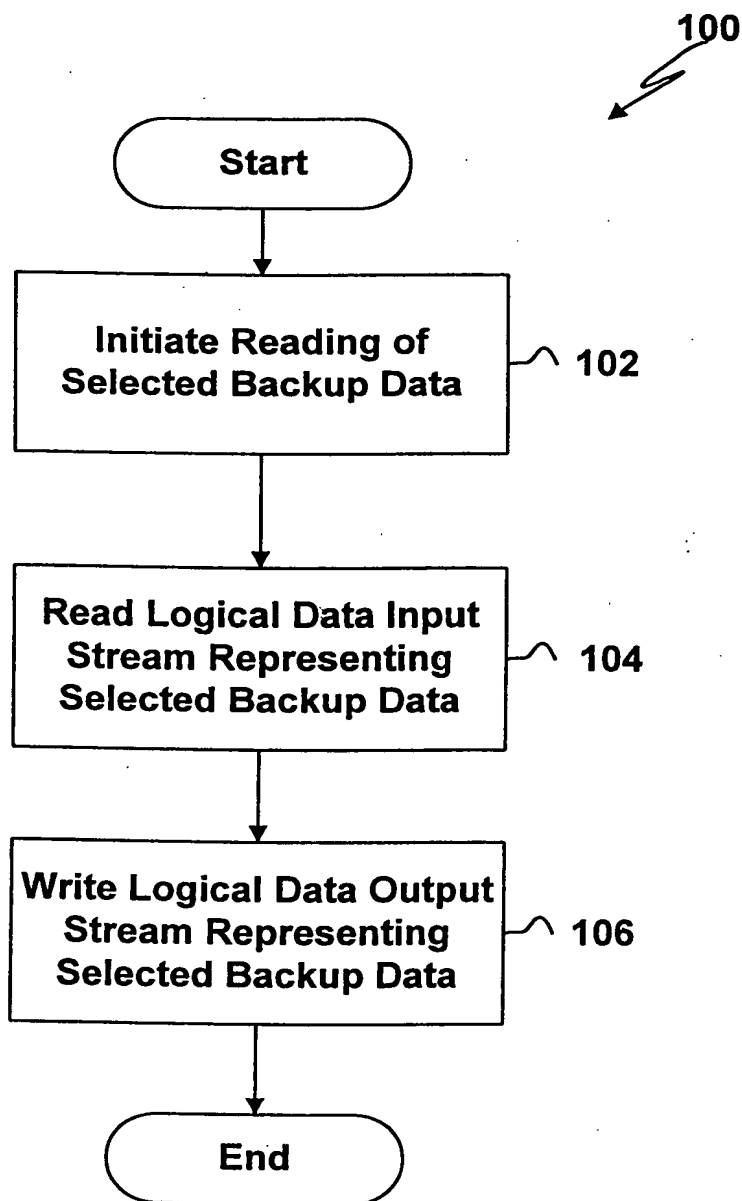 100
Start
Initiate Reading of
Selected Backup Data
102
Read Logical Data Input
Stream Representing
Selected Backup Data
104
Write Logical Data Output
Stream Representing
Selected Backup Data
106
End